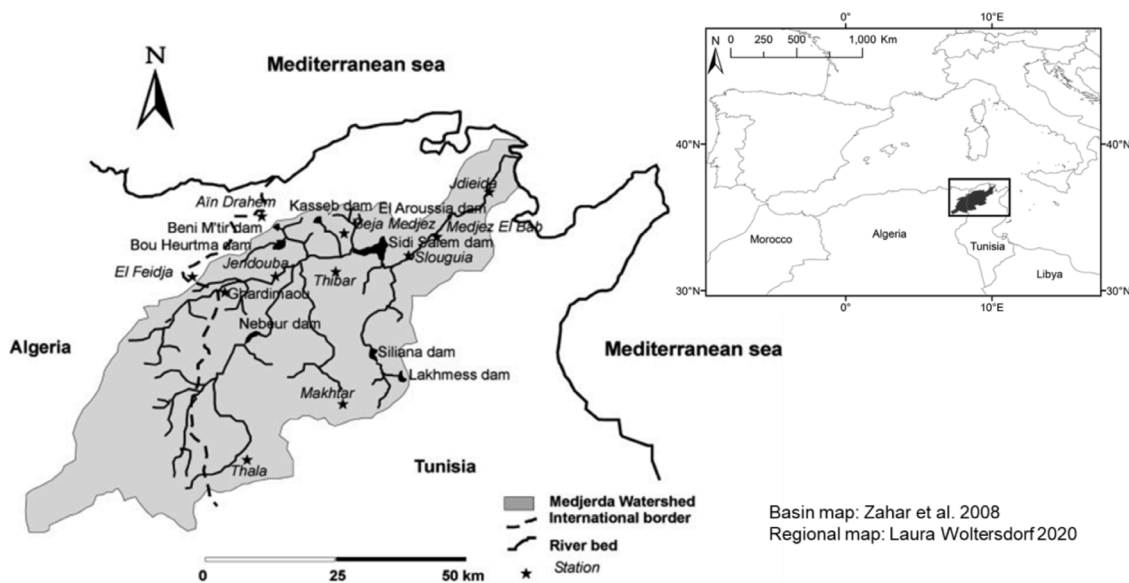 N
Mediterranean sea
Aïn Drahem
Kasseb dam
El Aroussia dam
Jdieida
Beni M'tir dam
Beja Medjez
Medjez El Bab
Bou Heurtma dam
Sidi Salem dam
El Feidja
Jendouba
Thibar
Slouguia
Ghardimaou
Nebeur dam
Algeria
Siliana dam
Mediterranean sea
Lakhmess dam
Makhtar
Thala
Tunisia
Medjerda Watershed
International border
River bed
Station
0 25 50 km
0° 10°E
N
0 250 500 1,000 Km
40°N 40°N
Morocco
Algeria
Tunisia
Libya
30°N 30°N
0° 10°E
Basin map: Zahar et al. 2008
Regional map: Laura Woltersdorf 2020